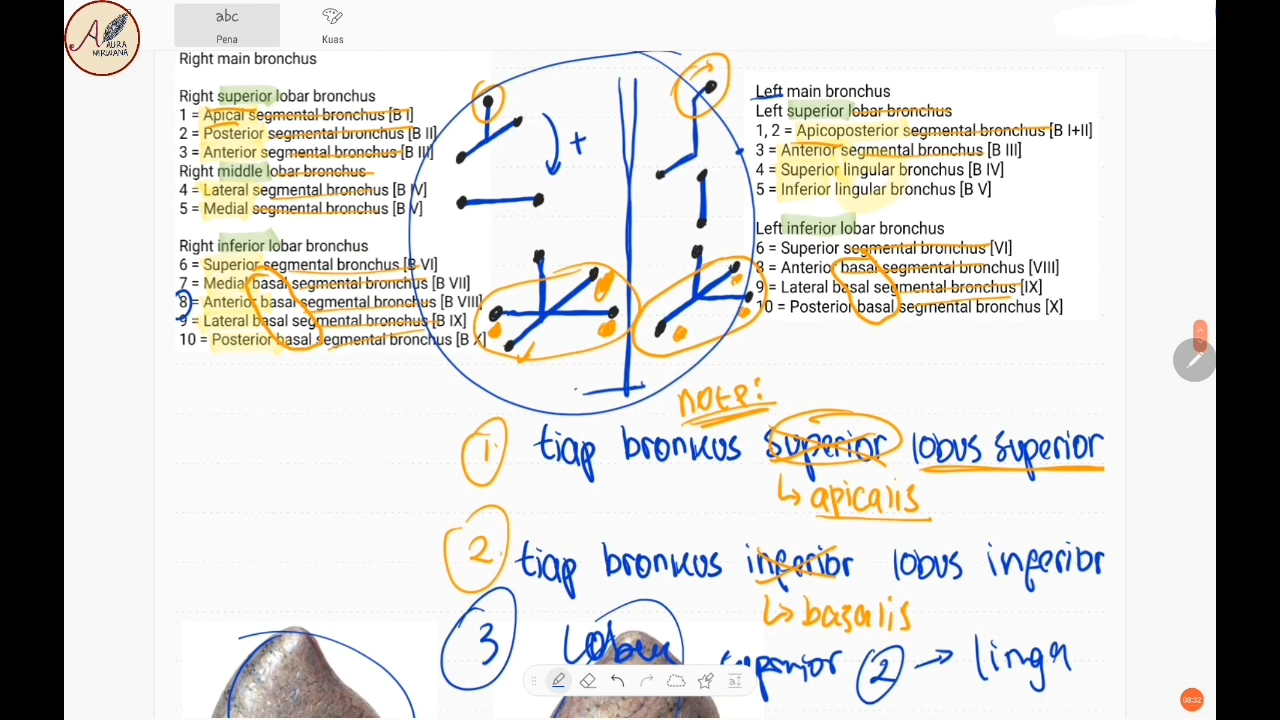 abc
Pena
Kuas
AURA
NIRWANA
Right main bronchus
Right superior lobar bronchus
1 = Apical segmental bronchus [B I]
2 = Posterior segmental bronchus [B II]
3 = Anterior segmental bronchus [B III]
Right middle lobar bronchus
4 = Lateral segmental bronchus [B IV]
5 = Medial segmental bronchus [B V]
Right inferior lobar bronchus
6 = Superior segmental bronchus [B VI]
7 = Medial basal segmental bronchus [B VII]
8= Anterior basal segmental bronchus [B VIII]
9 = Lateral basal segmental bronchus [B IX]
10 = Posterior basal segmental bronchus [B X]
+
Left main bronchus
Left superior lobar bronchus
1, 2 = Apicoposterior segmental bronchus [B I+II]
3 = Anterior segmental bronchus [B III]
4 = Superior lingular bronchus [B IV]
5 = Inferior lingular bronchus [B V]
Left inferior lobar bronchus
6 = Superior segmental bronchus [VI]
8 = Anterior basal segmental bronchus [VIII]
9 = Lateral basal segmental bronchus [IX]
10 = Posterior basal segmental bronchus [X]
note:
1 tiap bronkus superior lobus superior
↳ apicalis
2 tiap bronkus inferior lobus inferior
↳ basalis
3 superior 2 → linga
08:32